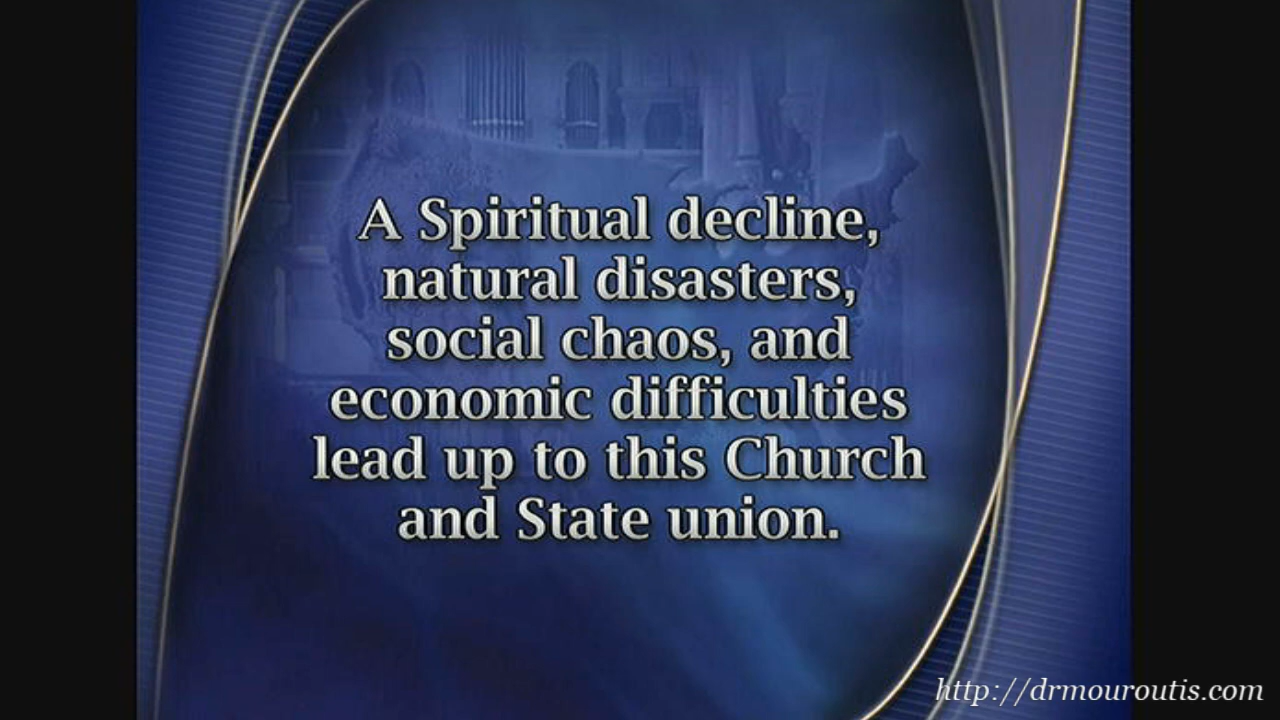 A Spiritual decline,
natural disasters,
social chaos, and
economic difficulties
lead up to this Church
and State union.
http://drmouroutis.com